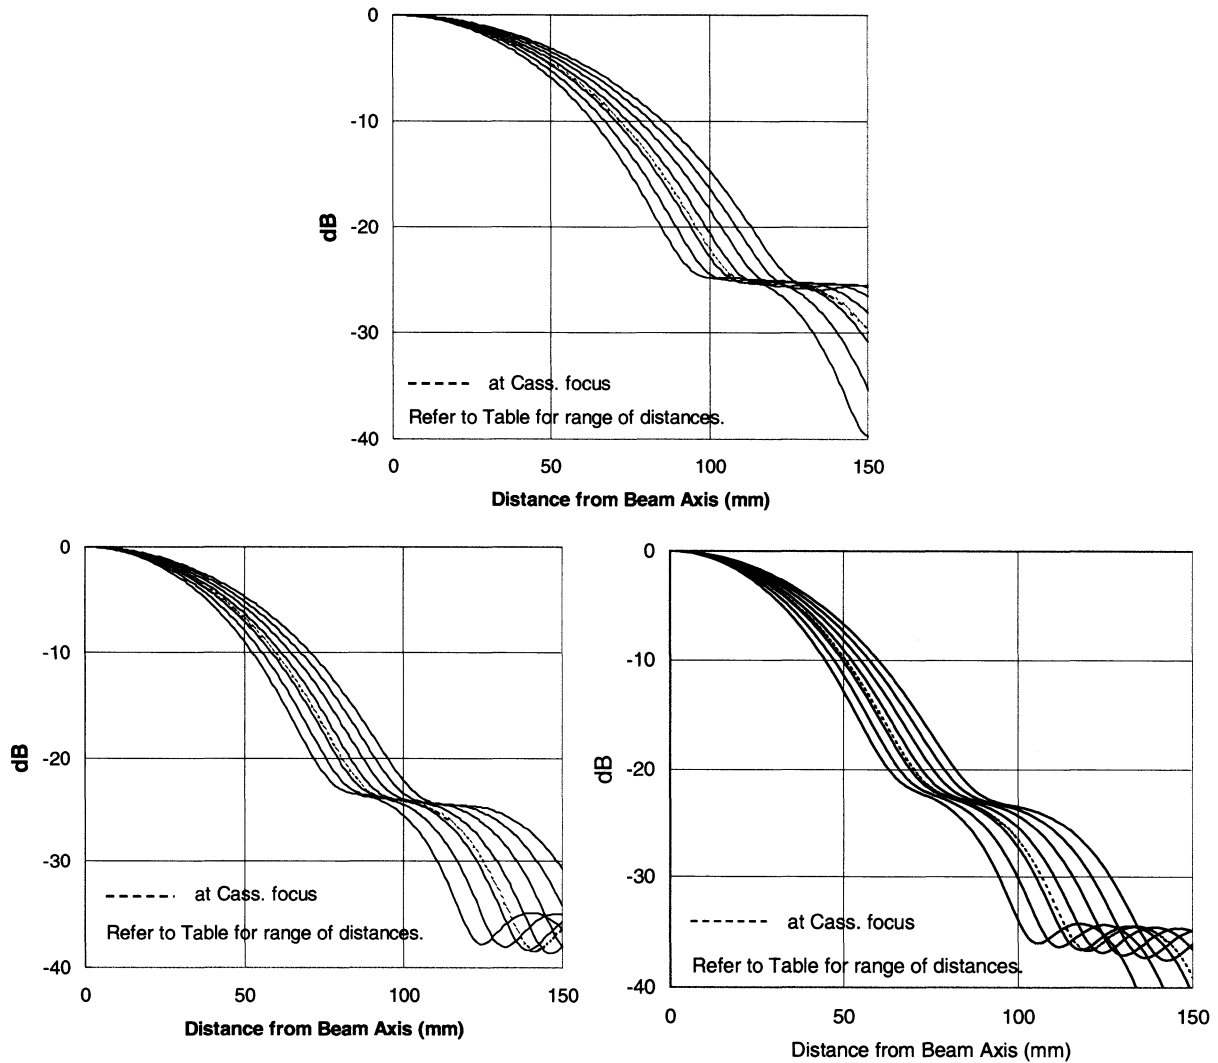 0
-10
-20
-30
-40
dB
at Cass. focus
Refer to Table for range of distances.
0 50 100 150
Distance from Beam Axis (mm)
0
-10
-20
-30
-40
dB
at Cass. focus
Refer to Table for range of distances.
0 50 100 150
Distance from Beam Axis (mm)
0
-10
-20
-30
-40
dB
at Cass. focus
Refer to Table for range of distances.
0 50 100 150
Distance from Beam Axis (mm)